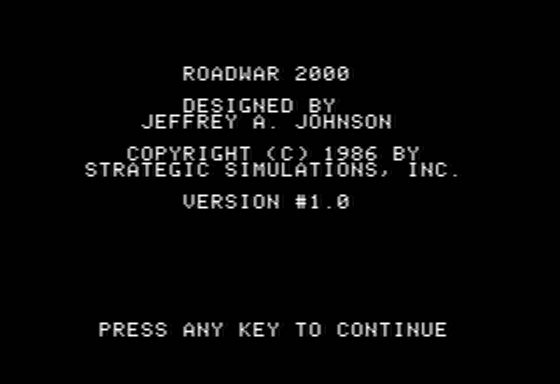 ROADWAR 2000
DESIGNED BY
JEFFREY A. JOHNSON
COPYRIGHT (C) 1986 BY
STRATEGIC SIMULATIONS, INC.
VERSION #1.0
PRESS ANY KEY TO CONTINUE